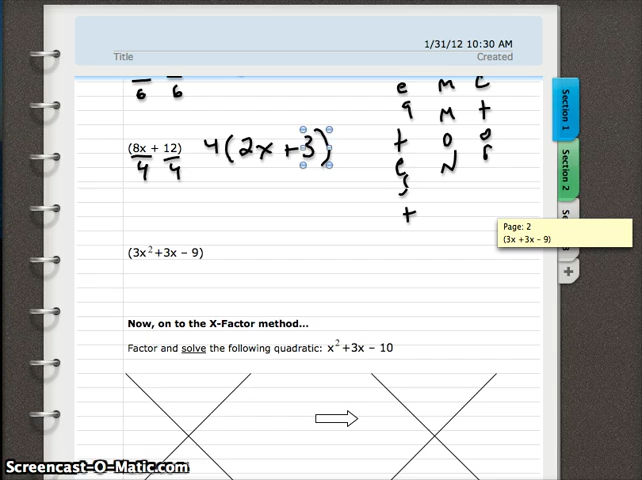 1/31/12 10:30 AM
Title Created
6 6
e M C
a M t
t O o
e N r
s
t
(8x + 12) 4(2x+3)
4 4
Section 1
Section 2
Page: 2
(3x +3x – 9)
(3x² +3x – 9)
Now, on to the X-Factor method...
Factor and solve the following quadratic: x² +3x – 10
Screencast-O-Matic.com